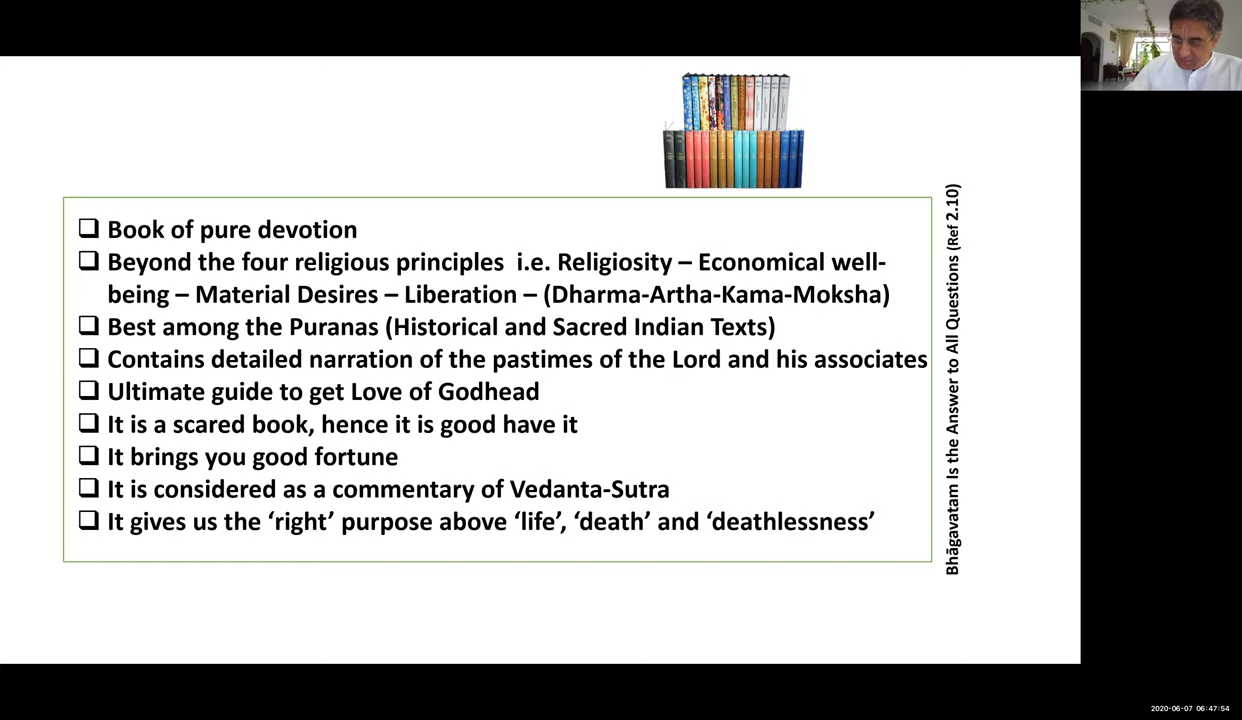 ❑ Book of pure devotion
❑ Beyond the four religious principles i.e. Religiosity – Economical well-
being – Material Desires – Liberation – (Dharma-Artha-Kama-Moksha)
❑ Best among the Puranas (Historical and Sacred Indian Texts)
❑ Contains detailed narration of the pastimes of the Lord and his associates
❑ Ultimate guide to get Love of Godhead
❑ It is a scared book, hence it is good have it
❑ It brings you good fortune
❑ It is considered as a commentary of Vedanta-Sutra
❑ It gives us the ‘right’ purpose above ‘life’, ‘death’ and ‘deathlessness’
Bhāgavatam Is the Answer to All Questions (Ref 2.10)
2020-06-07 06:47:54